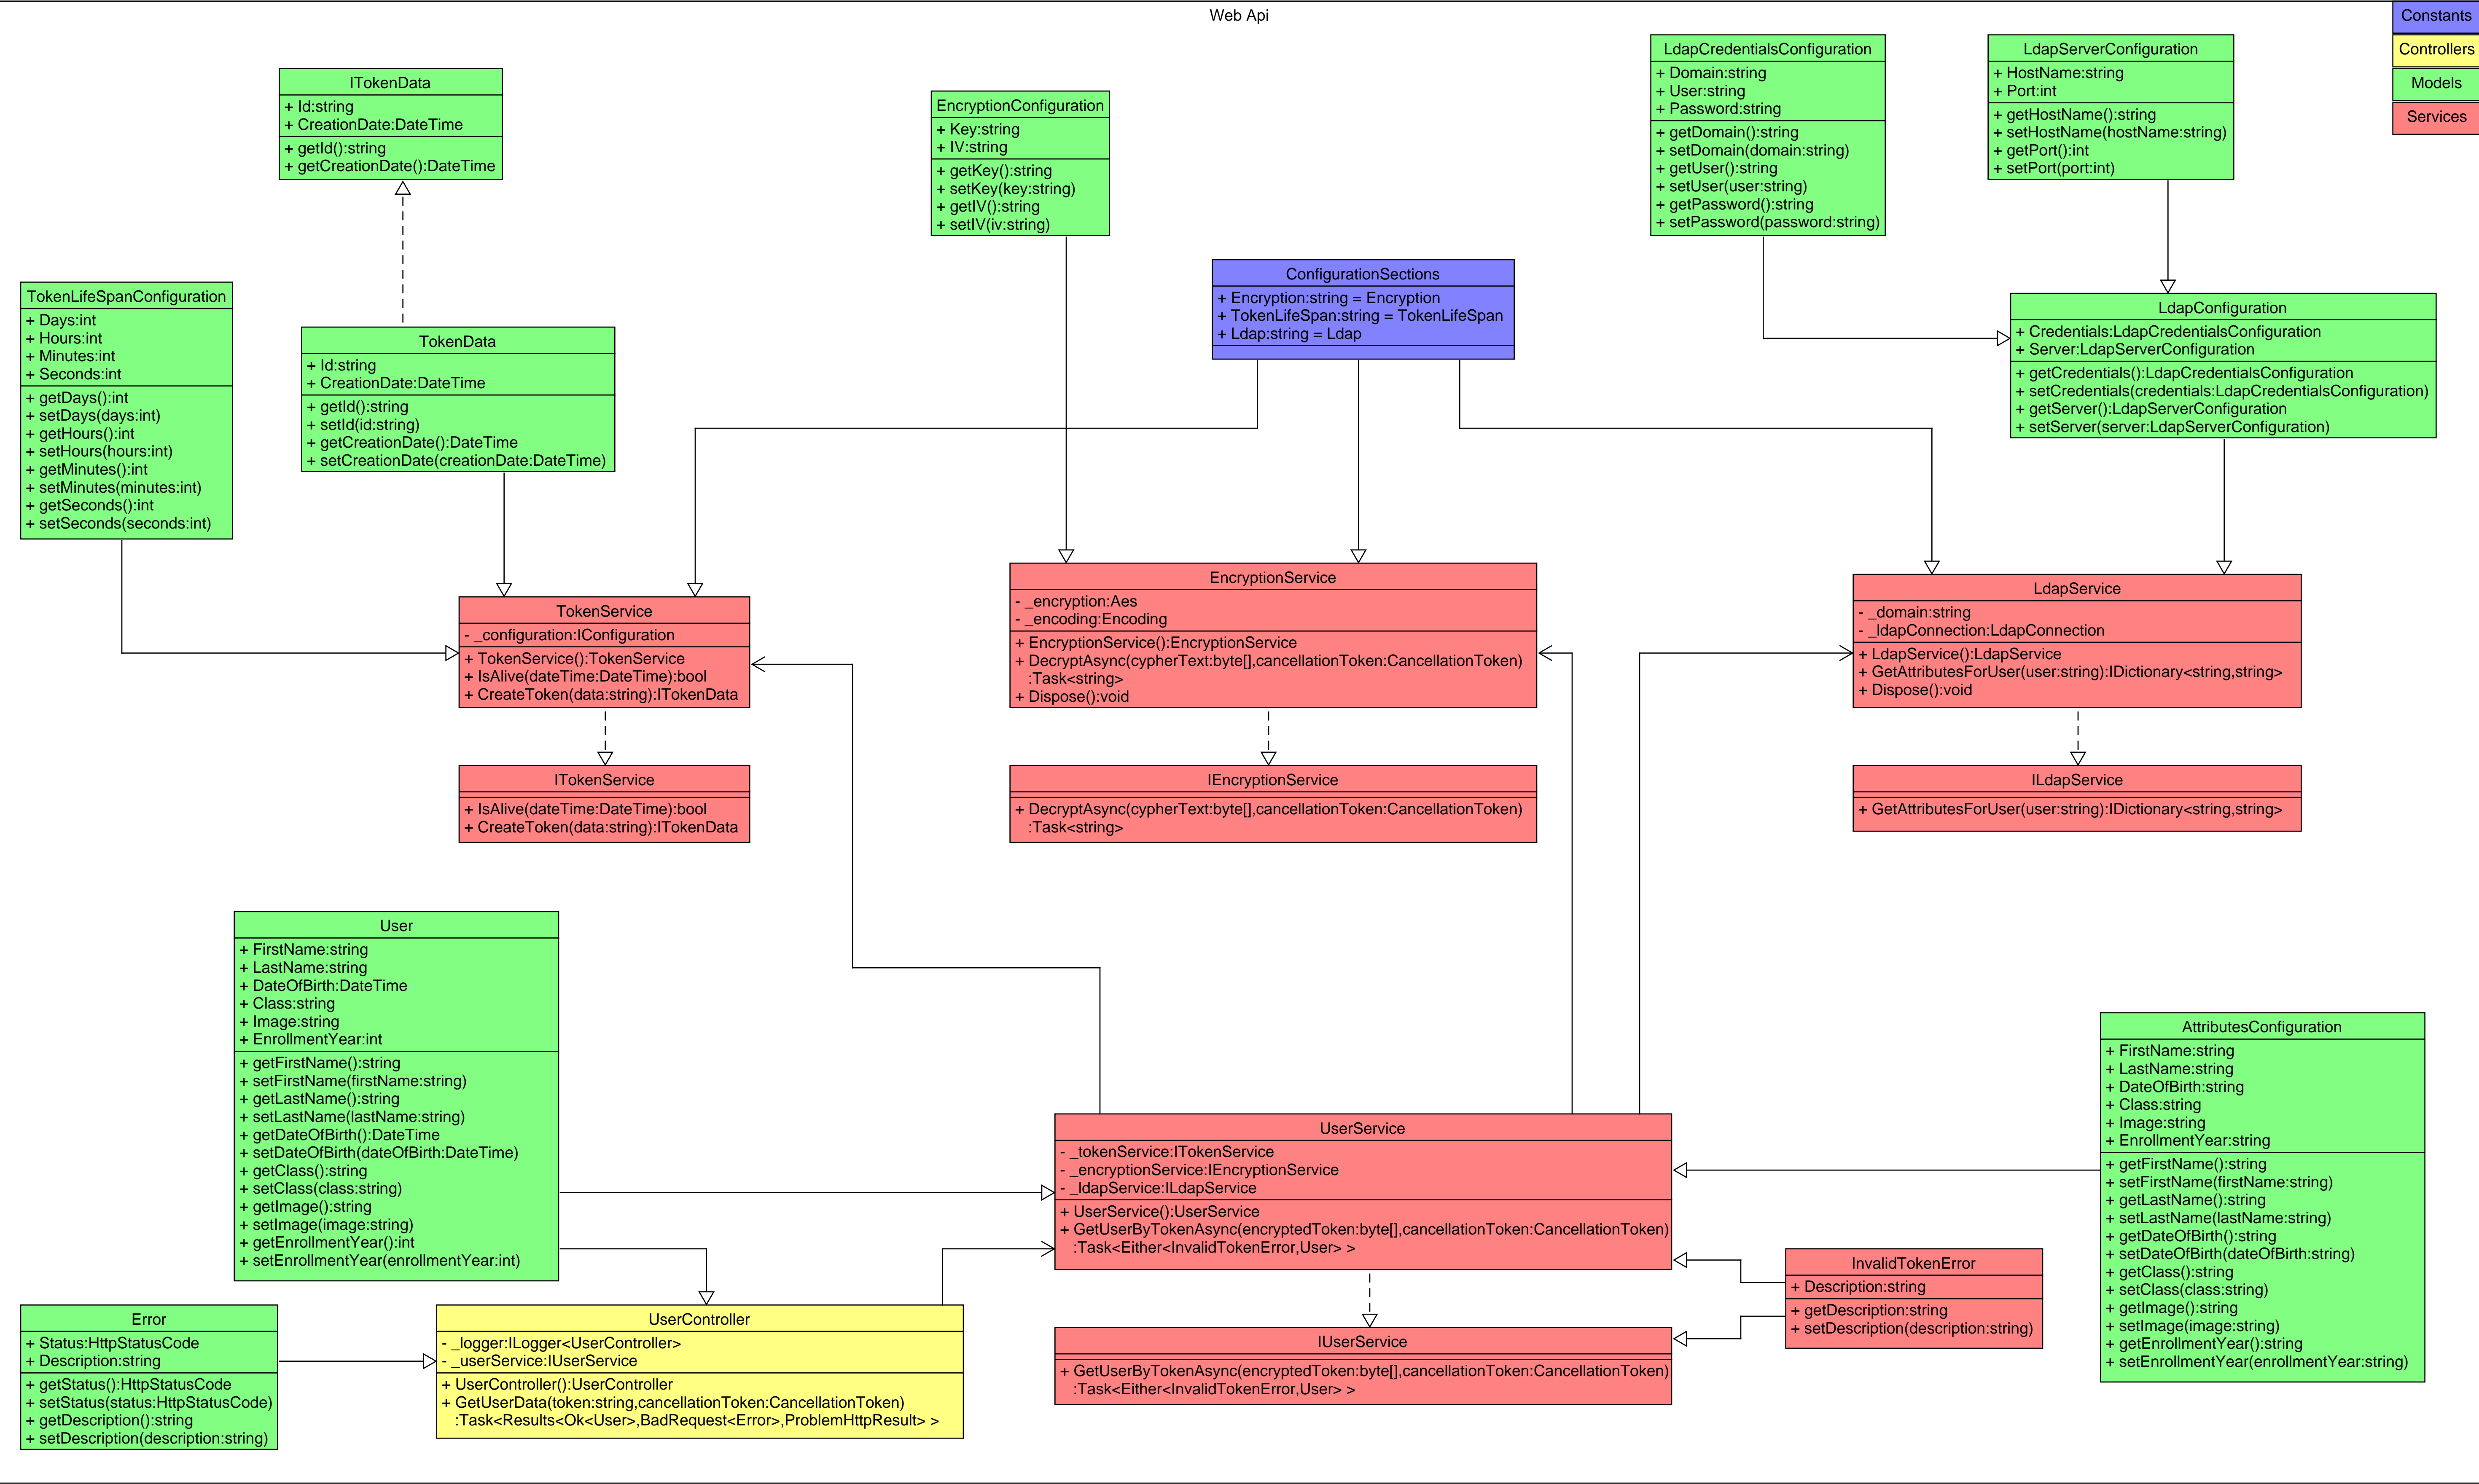 Web Api
Constants
Controllers
Models
Services
ITokenData
+ Id:string
+ CreationDate:DateTime
+ getId():string
+ getCreationDate():DateTime
EncryptionConfiguration
+ Key:string
+ IV:string
+ getKey():string
+ setKey(key:string)
+ getIV():string
+ setIV(iv:string)
LdapCredentialsConfiguration
+ Domain:string
+ User:string
+ Password:string
+ getDomain():string
+ setDomain(domain:string)
+ getUser():string
+ setUser(user:string)
+ getPassword():string
+ setPassword(password:string)
LdapServerConfiguration
+ HostName:string
+ Port:int
+ getHostName():string
+ setHostName(hostName:string)
+ getPort():int
+ setPort(port:int)
TokenLifeSpanConfiguration
+ Days:int
+ Hours:int
+ Minutes:int
+ Seconds:int
+ getDays():int
+ setDays(days:int)
+ getHours():int
+ setHours(hours:int)
+ getMinutes():int
+ setMinutes(minutes:int)
+ getSeconds():int
+ setSeconds(seconds:int)
TokenData
+ Id:string
+ CreationDate:DateTime
+ getId():string
+ setId(id:string)
+ getCreationDate():DateTime
+ setCreationDate(creationDate:DateTime)
ConfigurationSections
+ Encryption:string = Encryption
+ TokenLifeSpan:string = TokenLifeSpan
+ Ldap:string = Ldap
LdapConfiguration
+ Credentials:LdapCredentialsConfiguration
+ Server:LdapServerConfiguration
+ getCredentials():LdapCredentialsConfiguration
+ setCredentials(credentials:LdapCredentialsConfiguration)
+ getServer():LdapServerConfiguration
+ setServer(server:LdapServerConfiguration)
TokenService
- _configuration:IConfiguration
+ TokenService():TokenService
+ IsAlive(dateTime:DateTime):bool
+ CreateToken(data:string):ITokenData
EncryptionService
- _encryption:Aes
- _encoding:Encoding
+ EncryptionService():EncryptionService
+ DecryptAsync(cypherText:byte[],cancellationToken:CancellationToken)
:Task<string>
+ Dispose():void
LdapService
- _domain:string
- _ldapConnection:LdapConnection
+ LdapService():LdapService
+ GetAttributesForUser(user:string):IDictionary<string,string>
+ Dispose():void
ITokenService
+ IsAlive(dateTime:DateTime):bool
+ CreateToken(data:string):ITokenData
IEncryptionService
+ DecryptAsync(cypherText:byte[],cancellationToken:CancellationToken)
:Task<string>
ILdapService
+ GetAttributesForUser(user:string):IDictionary<string,string>
User
+ FirstName:string
+ LastName:string
+ DateOfBirth:DateTime
+ Class:string
+ Image:string
+ EnrollmentYear:int
+ getFirstName():string
+ setFirstName(firstName:string)
+ getLastName():string
+ setLastName(lastName:string)
+ getDateOfBirth():DateTime
+ setDateOfBirth(dateOfBirth:DateTime)
+ getClass():string
+ setClass(class:string)
+ getImage():string
+ setImage(image:string)
+ getEnrollmentYear():int
+ setEnrollmentYear(enrollmentYear:int)
UserService
- _tokenService:ITokenService
- _encryptionService:IEncryptionService
- _ldapService:ILdapService
+ UserService():UserService
+ GetUserByTokenAsync(encryptedToken:byte[],cancellationToken:CancellationToken)
:Task<Either<InvalidTokenError,User> >
AttributesConfiguration
+ FirstName:string
+ LastName:string
+ DateOfBirth:string
+ Class:string
+ Image:string
+ EnrollmentYear:string
+ getFirstName():string
+ setFirstName(firstName:string)
+ getLastName():string
+ setLastName(lastName:string)
+ getDateOfBirth():string
+ setDateOfBirth(dateOfBirth:string)
+ getClass():string
+ setClass(class:string)
+ getImage():string
+ setImage(image:string)
+ getEnrollmentYear():string
+ setEnrollmentYear(enrollmentYear:string)
InvalidTokenError
+ Description:string
+ getDescription:string
+ setDescription(description:string)
Error
+ Status:HttpStatusCode
+ Description:string
+ getStatus():HttpStatusCode
+ setStatus(status:HttpStatusCode)
+ getDescription():string
+ setDescription(description:string)
UserController
- _logger:ILogger<UserController>
- _userService:IUserService
+ UserController():UserController
+ GetUserData(token:string,cancellationToken:CancellationToken)
:Task<Results<Ok<User>,BadRequest<Error>,ProblemHttpResult> >
IUserService
+ GetUserByTokenAsync(encryptedToken:byte[],cancellationToken:CancellationToken)
:Task<Either<InvalidTokenError,User> >